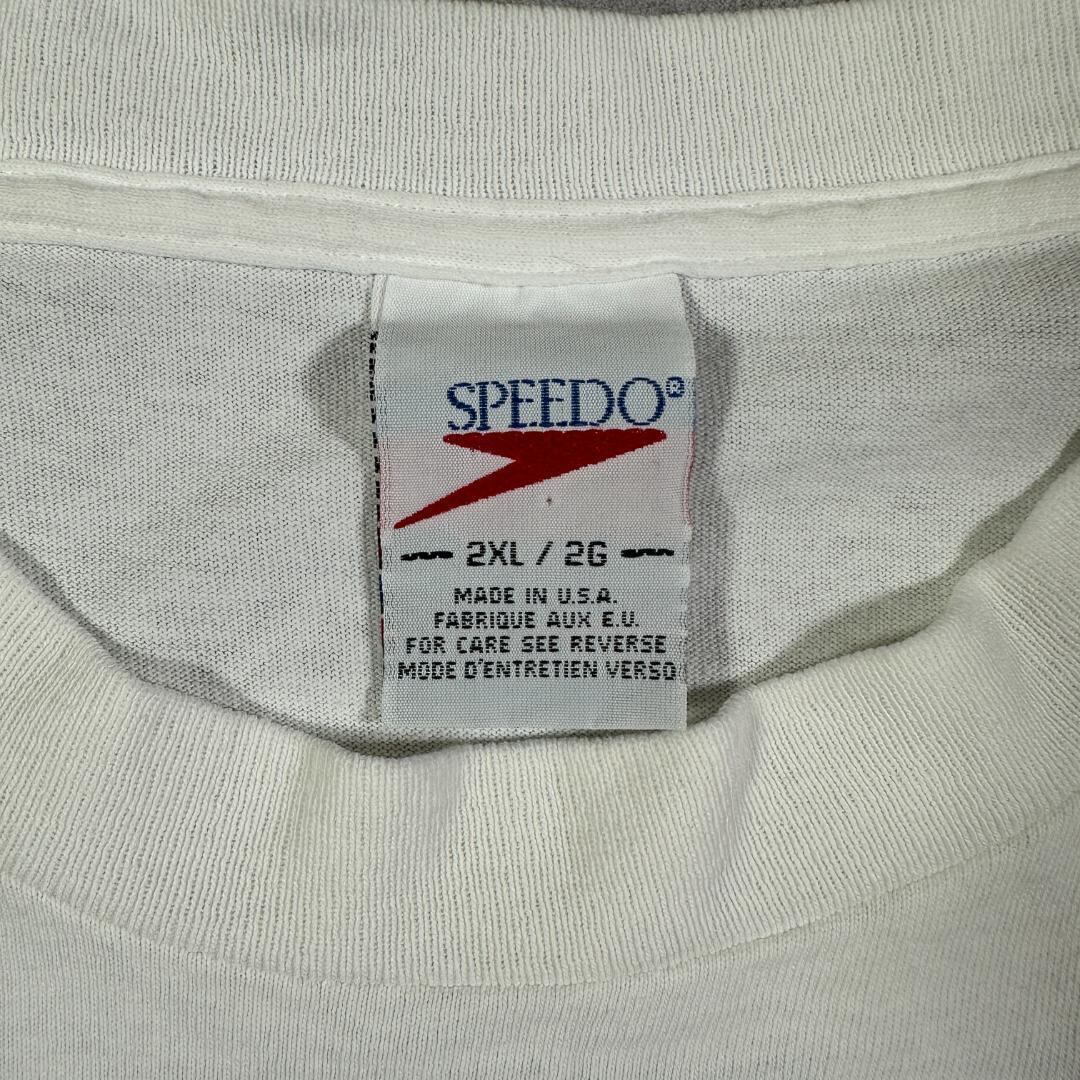 SPEEDO®
2XL / 2G
MADE IN U.S.A.
FABRIQUE AUX E.U.
FOR CARE SEE REVERSE
MODE D'ENTRETIEN VERSO